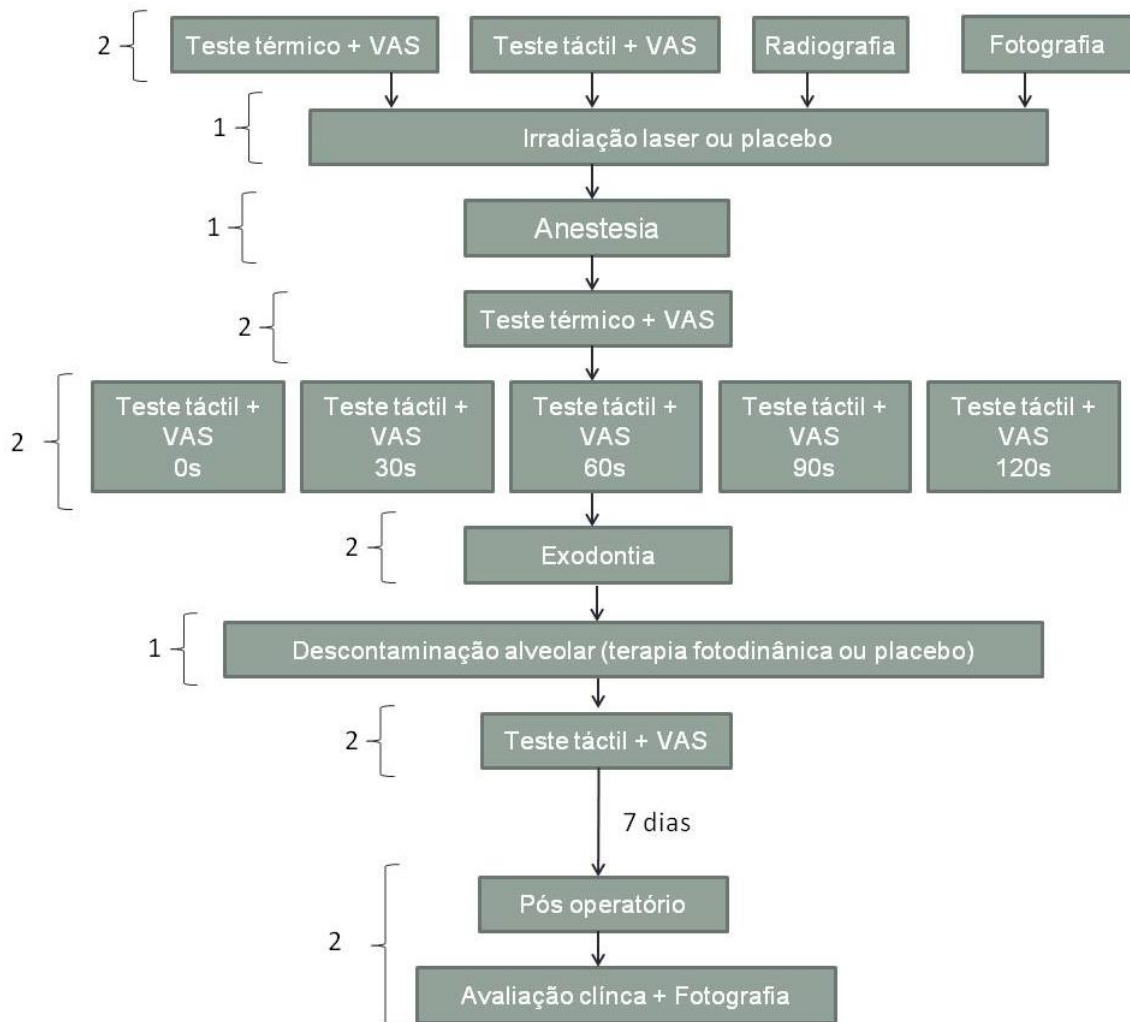 2
Teste térmico + VAS
Teste táctil + VAS
Radiografia
Fotografia
1
Irradiação laser ou placebo
1
Anestesia
2
Teste térmico + VAS
2
Teste táctil +
VAS
0s
Teste táctil +
VAS
30s
Teste táctil +
VAS
60s
Teste táctil +
VAS
90s
Teste táctil +
VAS
120s
2
Exodontia
1
Descontaminação alveolar (terapia fotodinânica ou placebo)
2
Teste táctil + VAS
7 dias
2
Pós operatório
Avaliação clínca + Fotografia